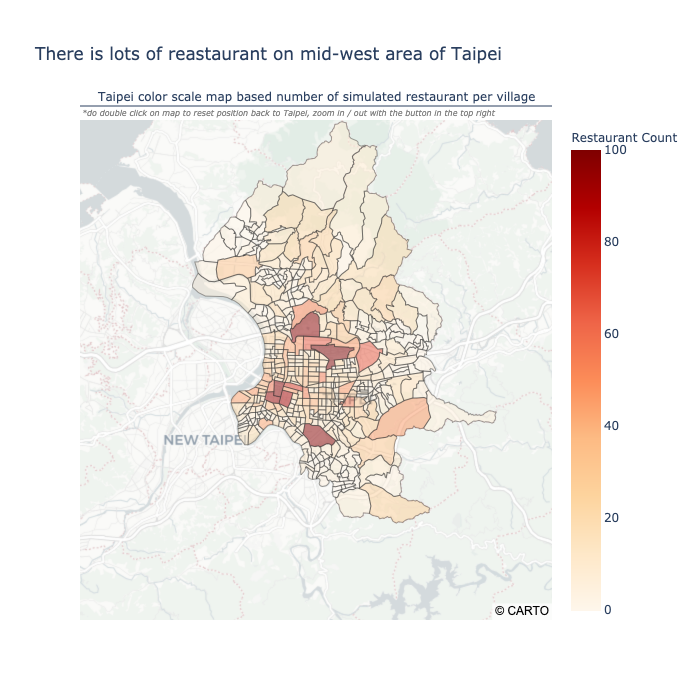 There is lots of reastaurant on mid-west area of Taipei
Taipei color scale map based number of simulated restaurant per village
*do double click on map to reset position back to Taipei, zoom in / out with the button in the top right
Restaurant Count
100
80
60
40
20
0
NEW TAIPE
© CARTO